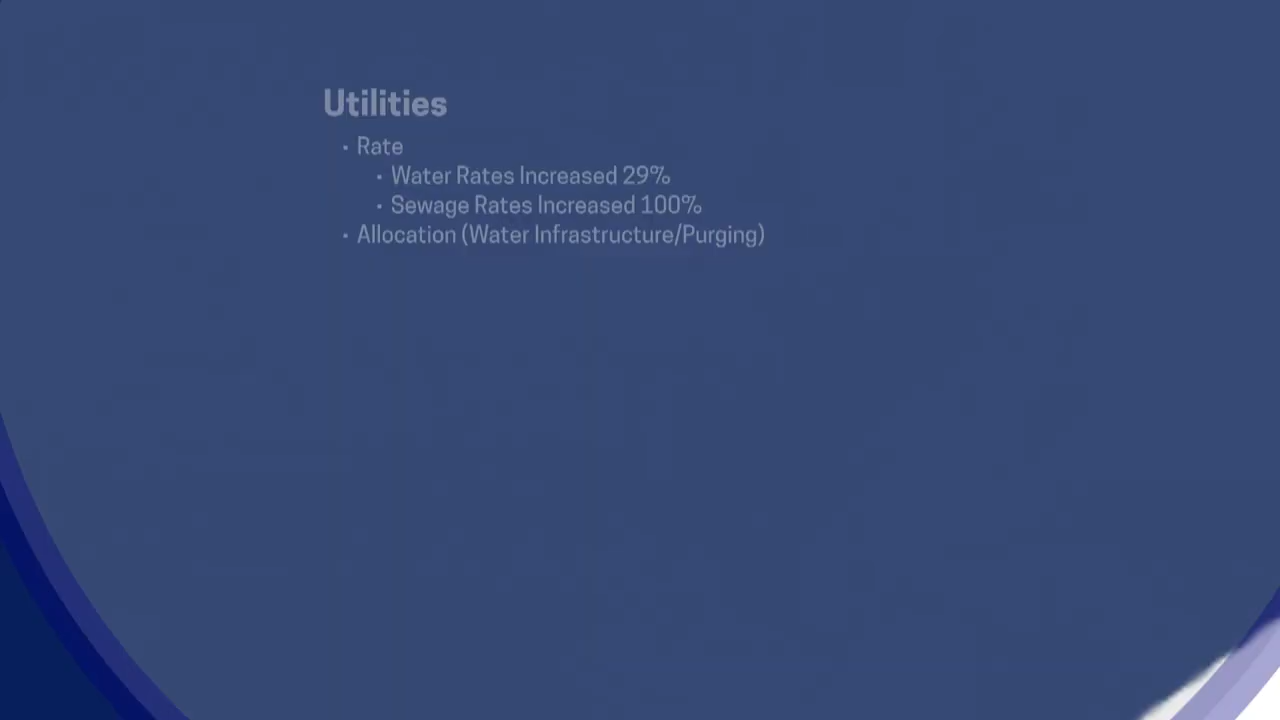 Utilities
• Rate
• Water Rates Increased 29%
• Sewage Rates Increased 100%
• Allocation (Water Infrastructure/Purging)